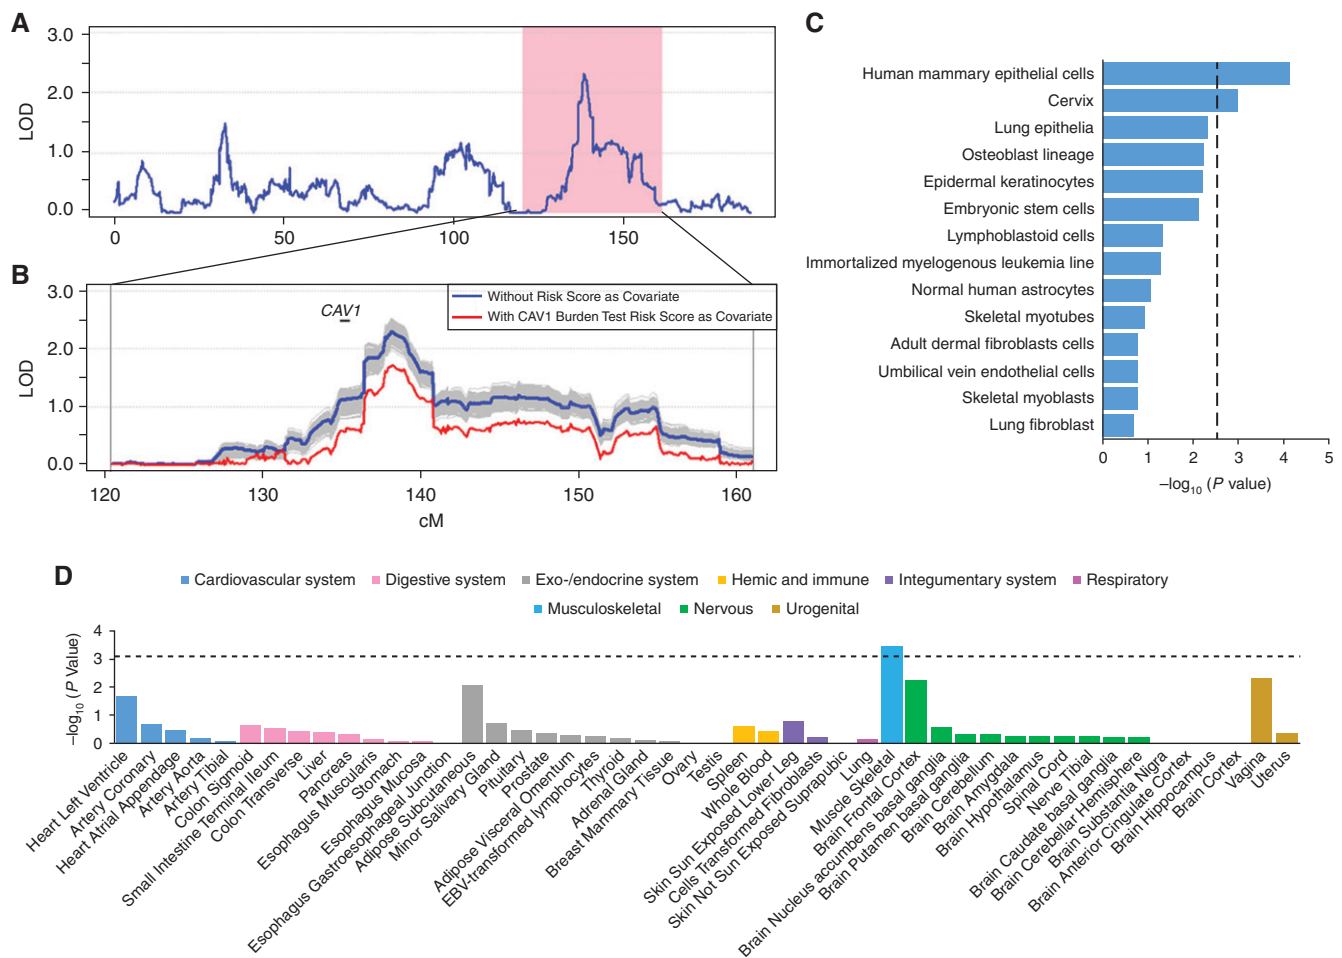 A
3.0
2.0
1.0
0.0
LOD
0
50
100
150
B
3.0
2.0
1.0
0.0
LOD
CAV1
Without Risk Score as Covariate
With CAV1 Burden Test Risk Score as Covariate
120
130
140
150
160
cM
C
Human mammary epithelial cells
Cervix
Lung epithelia
Osteoblast lineage
Epidermal keratinocytes
Embryonic stem cells
Lymphoblastoid cells
Immortalized myelogenous leukemia line
Normal human astrocytes
Skeletal myotubes
Adult dermal fibroblasts cells
Umbilical vein endothelial cells
Skeletal myoblasts
Lung fibroblast
0
1
2
3
4
5
–log10 (P value)
D
Cardiovascular system
Digestive system
Exo-/endocrine system
Hemic and immune
Integumentary system
Respiratory
Musculoskeletal
Nervous
Urogenital
4
3
2
1
0
–log10 (P Value)
Heart Left Ventricle
Artery Coronary
Heart Atrial Appendage
Artery Aorta
Artery Tibial
Colon Sigmoid
Small Intestine Terminal Ileum
Colon Transverse
Liver
Pancreas
Esophagus Muscularis
Stomach
Esophagus Mucosa
Esophagus Gastroesophageal Junction
Adipose Subcutaneous
Minor Salivary Gland
Pituitary
Prostate
Adipose Visceral Omentum
EBV-transformed lymphocytes
Thyroid
Adrenal Gland
Breast Mammary Tissue
Ovary
Testis
Spleen
Whole Blood
Skin Sun Exposed Lower Leg
Cells Transformed Fibroblasts
Skin Not Sun Exposed Suprapubic
Lung
Muscle Skeletal
Brain Frontal Cortex
Brain Nucleus accumbens basal ganglia
Brain Putamen basal ganglia
Brain Cerebellum
Brain Amygdala
Brain Hypothalamus
Spinal Cord
Nerve Tibial
Brain Caudate basal ganglia
Brain Cerebellar Hemisphere
Brain Substantia Nigra
Brain Anterior Cingulate Cortex
Brain Hippocampus
Brain Cortex
Vagina
Uterus